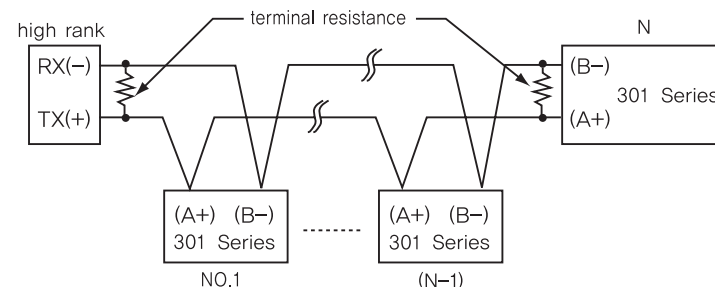 terminal resistance
high rank
N
RX(-)
(B-)
301 Series
TX(+)
(A+)
(A+) (B-)
301 Series
(A+) (B-)
301 Series
NO.1
(N-1)